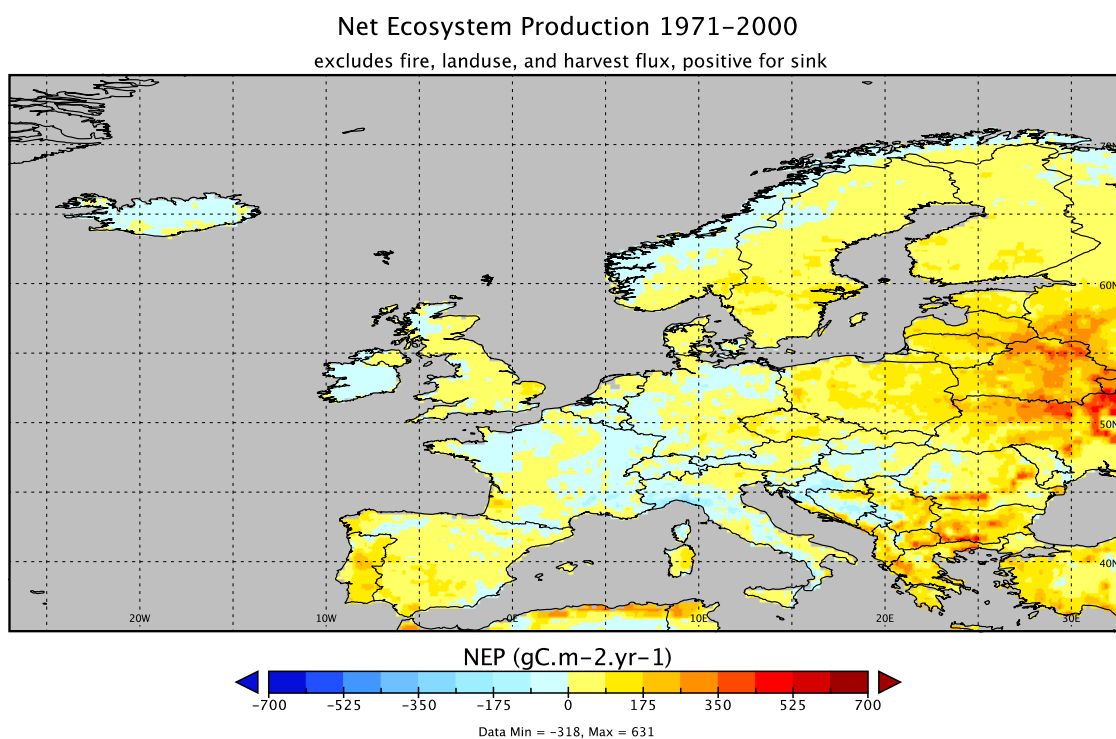 Net Ecosystem Production 1971-2000
excludes fire, landuse, and harvest flux, positive for sink
60N
50N
40N
20W 10W 0E 10E 20E 30E
NEP (gC.m-2.yr-1)
-700 -525 -350 -175 0 175 350 525 700
Data Min = -318, Max = 631